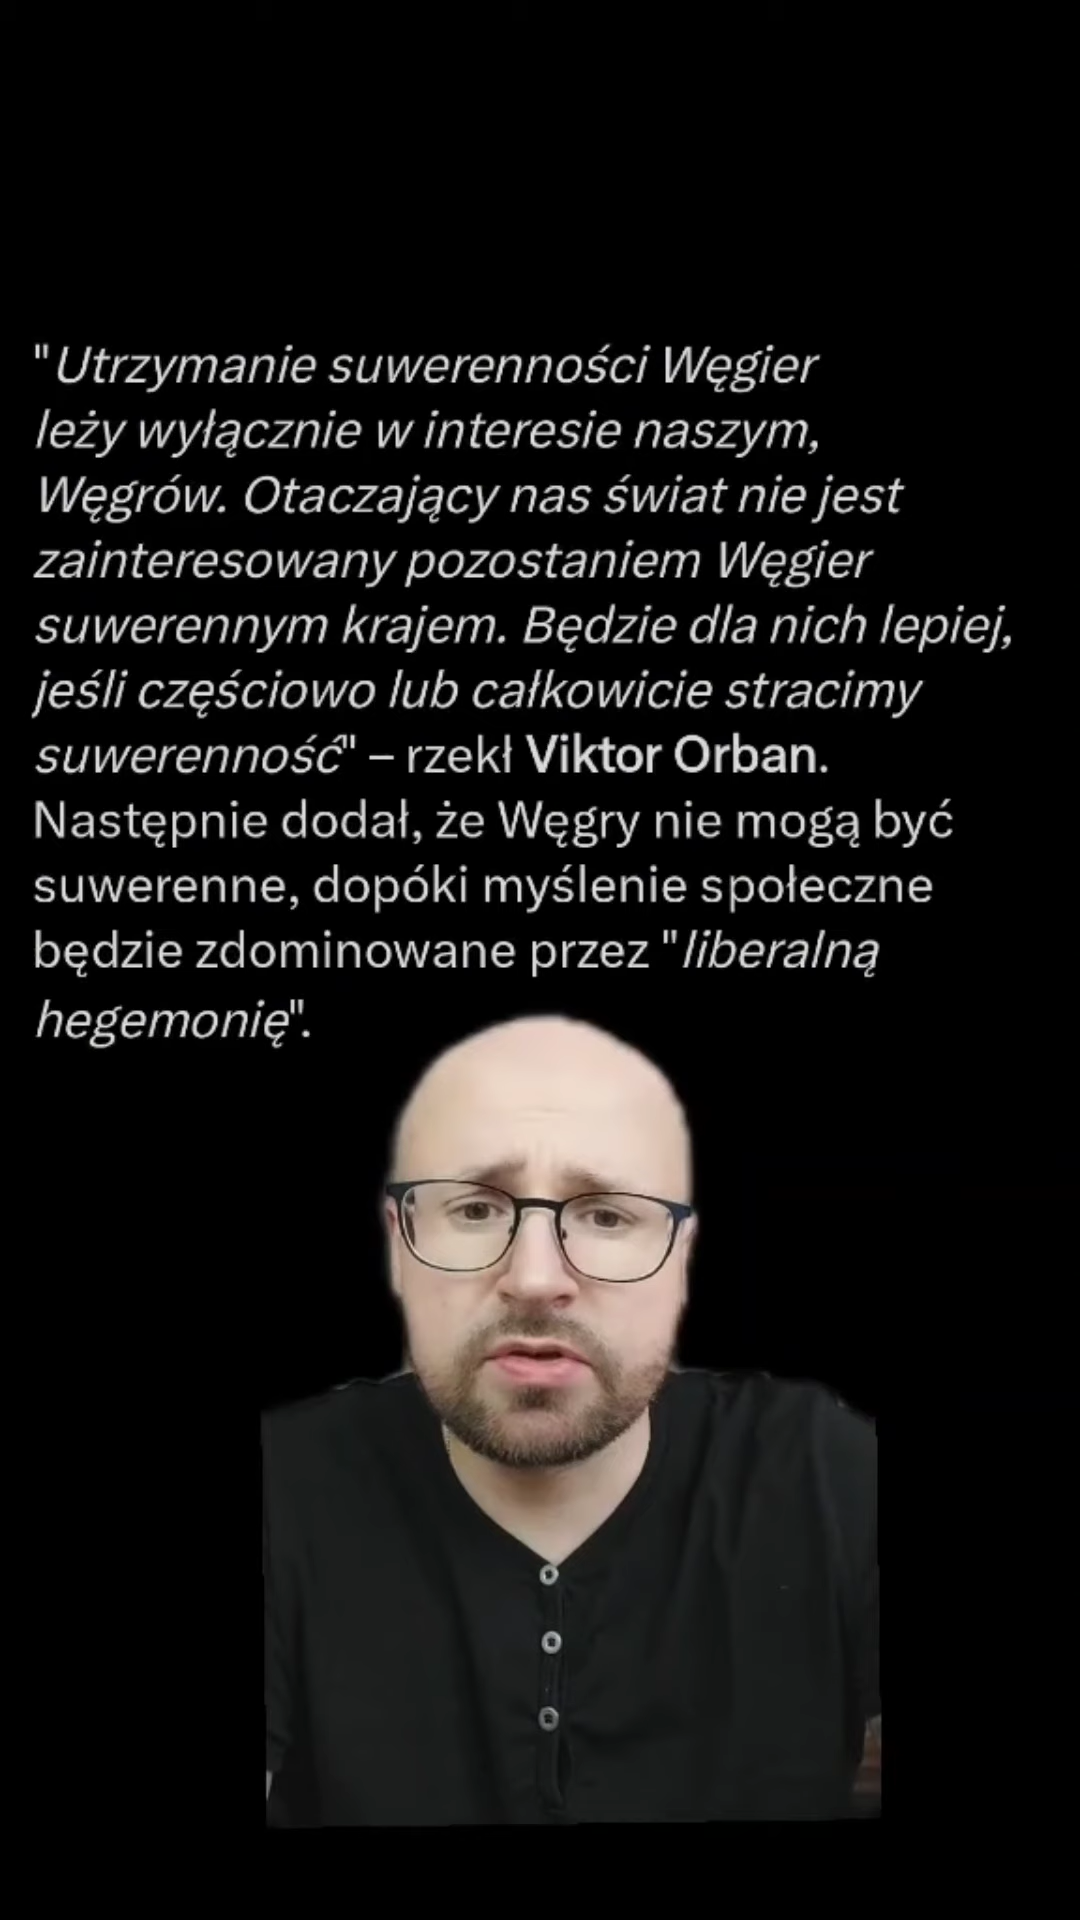 "Utrzymanie suwerenności Węgier
leży wyłącznie w interesie naszym,
Węgrów. Otaczający nas świat nie jest
zainteresowany pozostaniem Węgier
suwerennym krajem. Będzie dla nich lepiej,
jeśli częściowo lub całkowicie stracimy
suwerenność" – rzekł Viktor Orban.
Następnie dodał, że Węgry nie mogą być
suwerenne, dopóki myślenie społeczne
będzie zdominowane przez "liberalną
hegemonię".